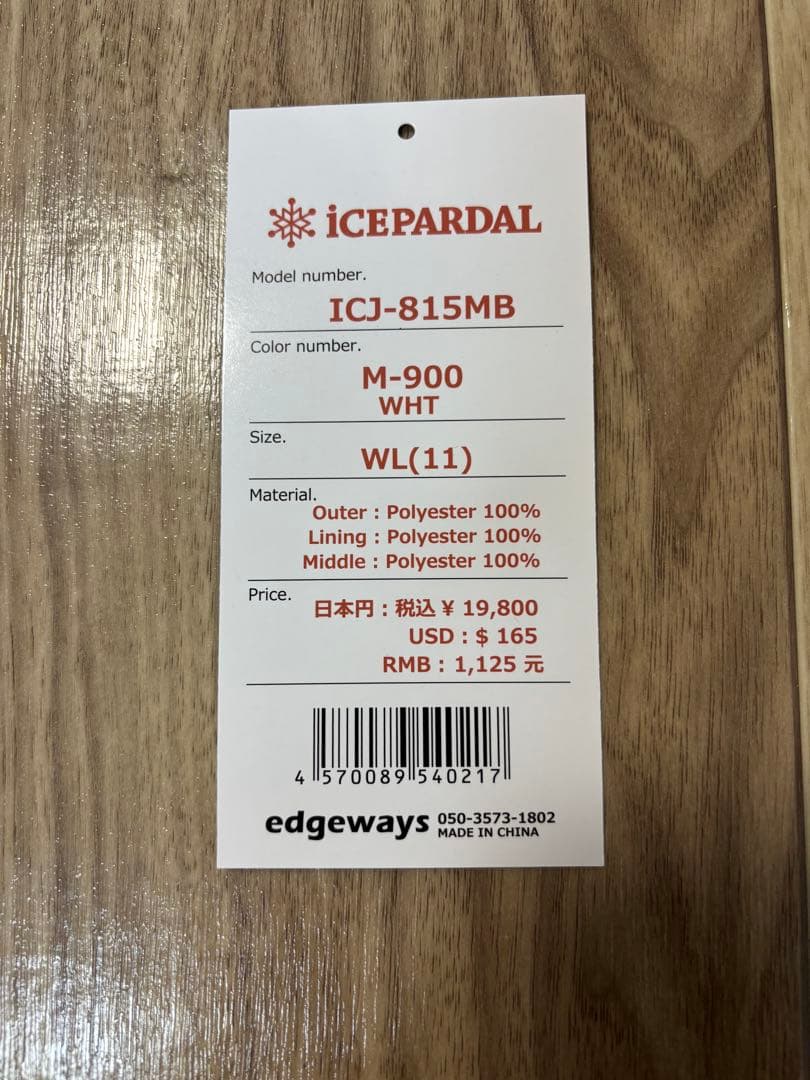 iCEPARDAL
Model number.
ICJ-815MB
Color number.
M-900
WHT
Size.
WL(11)
Material.
Outer : Polyester 100%
Lining : Polyester 100%
Middle : Polyester 100%
Price.
日本円 : 税込 ¥ 19,800
USD : $ 165
RMB : 1,125 元
4 570089 540217
edgeways 050-3573-1802
MADE IN CHINA